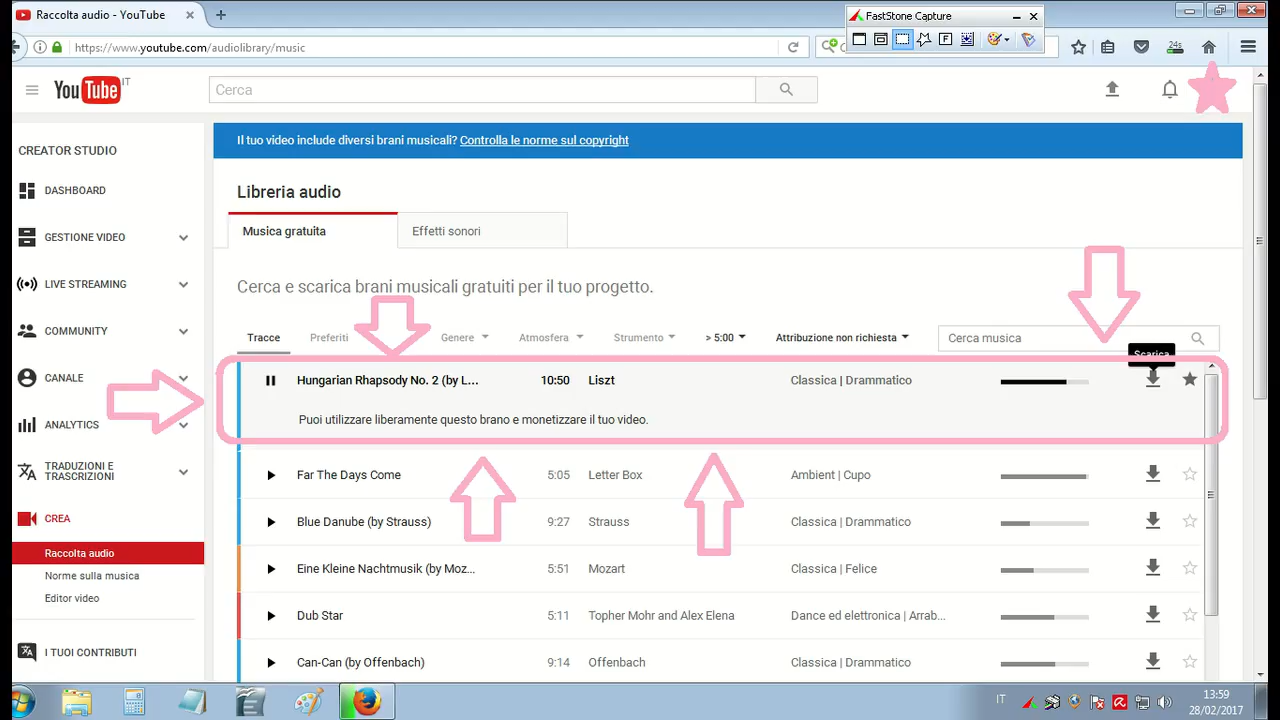 Raccolta audio - YouTube
FastStone Capture
https://www.youtube.com/audiolibrary/music
24s
YouTube IT
Cerca
CREATOR STUDIO
Il tuo video include diversi brani musicali? Controlla le norme sul copyright
DASHBOARD
Libreria audio
GESTIONE VIDEO
Musica gratuita
Effetti sonori
LIVE STREAMING
Cerca e scarica brani musicali gratuiti per il tuo progetto.
COMMUNITY
Tracce Preferiti Genere Atmosfera Strumento > 5:00 Attribuzione non richiesta Cerca musica
Scarica
CANALE
Hungarian Rhapsody No. 2 (by L... 10:50 Liszt Classica | Drammatico
Puoi utilizzare liberamente questo brano e monetizzare il tuo video.
ANALYTICS
TRADUZIONI E
TRASCRIZIONI
Far The Days Come 5:05 Letter Box Ambient | Cupo
CREA
Blue Danube (by Strauss) 9:27 Strauss Classica | Drammatico
Raccolta audio
Eine Kleine Nachtmusik (by Moz... 5:51 Mozart Classica | Felice
Norme sulla musica
Editor video
Dub Star 5:11 Topher Mohr and Alex Elena Dance ed elettronica | Arrab...
I TUOI CONTRIBUTI
Can-Can (by Offenbach) 9:14 Offenbach Classica | Drammatico
IT
13:59
28/02/2017